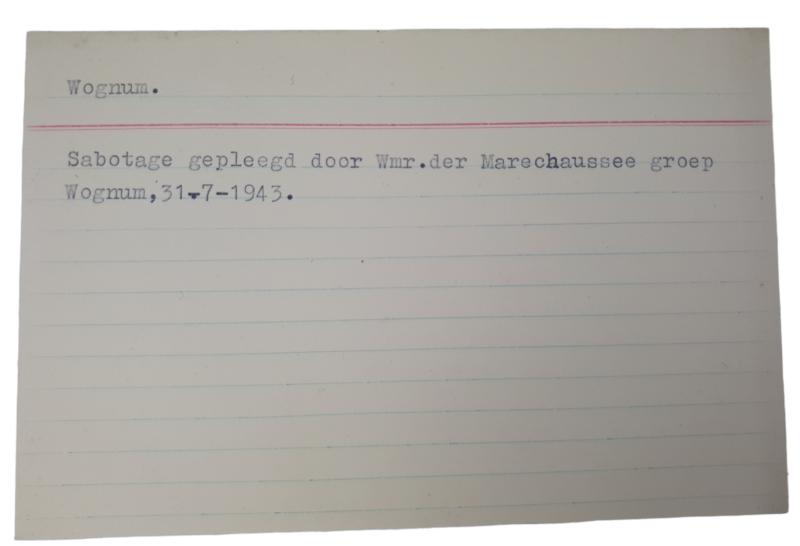 Wognum.
Sabotage gepleegd door Wmr.der Marechaussee groep
Wognum, 31-7-1943.